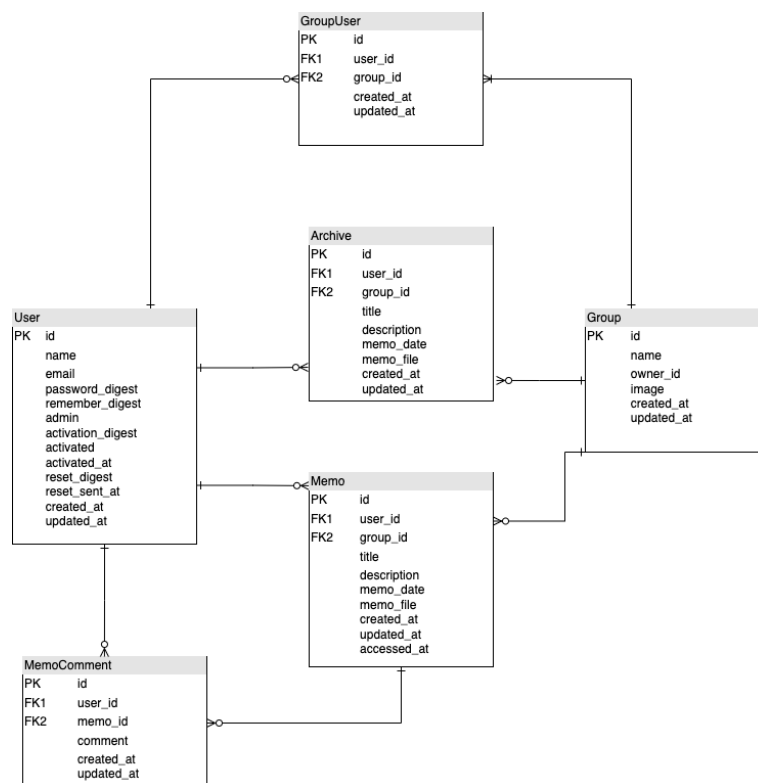 GroupUser
PK id
FK1 user_id
FK2 group_id
created_at
updated_at
Archive
PK id
FK1 user_id
FK2 group_id
title
description
memo_date
memo_file
created_at
updated_at
User
PK id
name
email
password_digest
remember_digest
admin
activation_digest
activated
activated_at
reset_digest
reset_sent_at
created_at
updated_at
Group
PK id
name
owner_id
image
created_at
updated_at
Memo
PK id
FK1 user_id
FK2 group_id
title
description
memo_date
memo_file
created_at
updated_at
accessed_at
MemoComment
PK id
FK1 user_id
FK2 memo_id
comment
created_at
updated_at